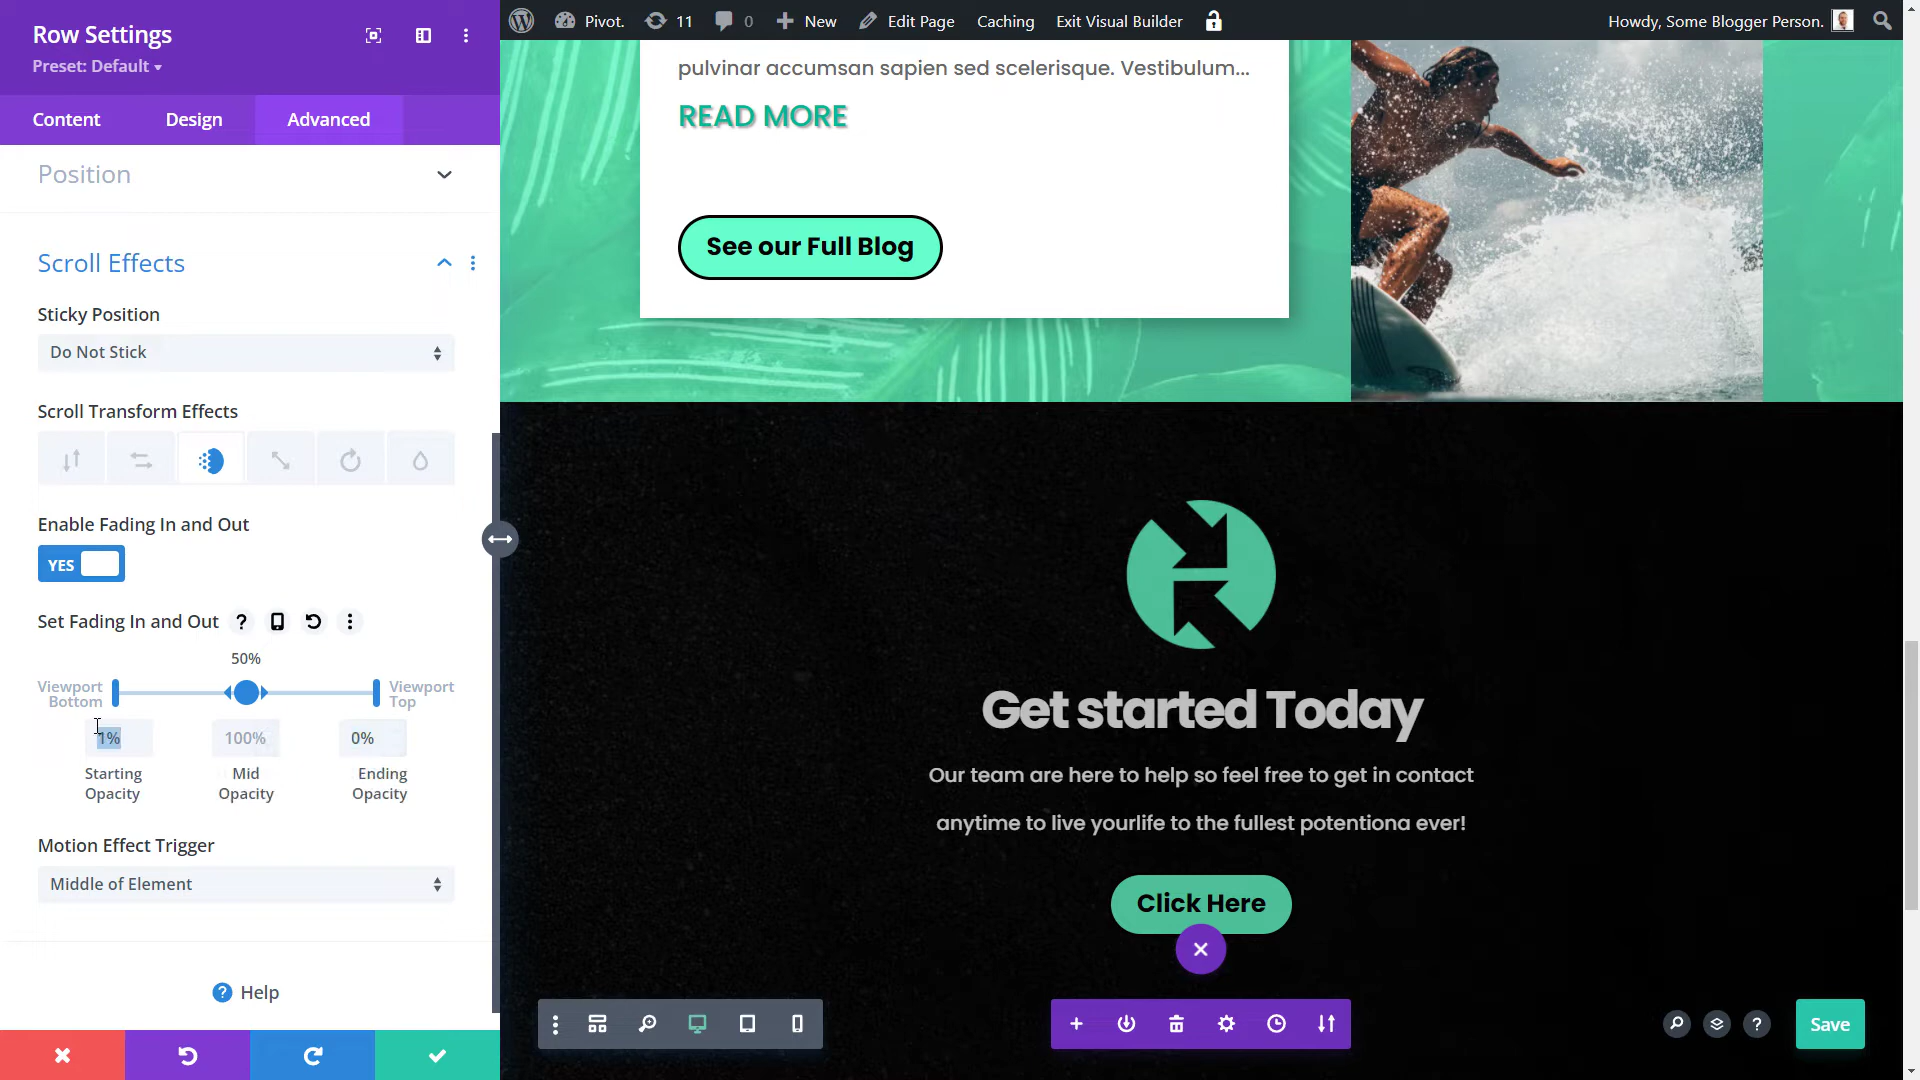 Row Settings
Preset: Default
Content
Design
Advanced
Position
Scroll Effects
Sticky Position
Do Not Stick
Scroll Transform Effects
Enable Fading In and Out
YES
Set Fading In and Out
?
50%
Viewport
Bottom
Viewport
Top
1%
100%
0%
Starting
Opacity
Mid
Opacity
Ending
Opacity
Motion Effect Trigger
Middle of Element
? Help
Pivot.
11
0
New
Edit Page
Caching
Exit Visual Builder
Howdy, Some Blogger Person.
pulvinar accumsan sapien sed scelerisque. Vestibulum...
READ MORE
See our Full Blog
Get started Today
Our team are here to help so feel free to get in contact
anytime to live yourlife to the fullest potentiona ever!
Click Here
?
Save